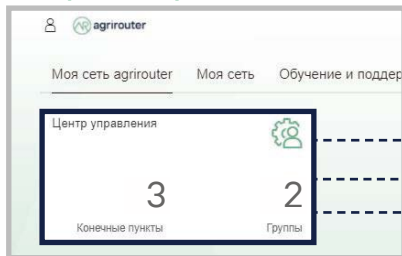 agrirouter
Моя сеть agrirouter Моя сеть Обучение и поддер
Центр управления
3 2
Конечные пункты Группы